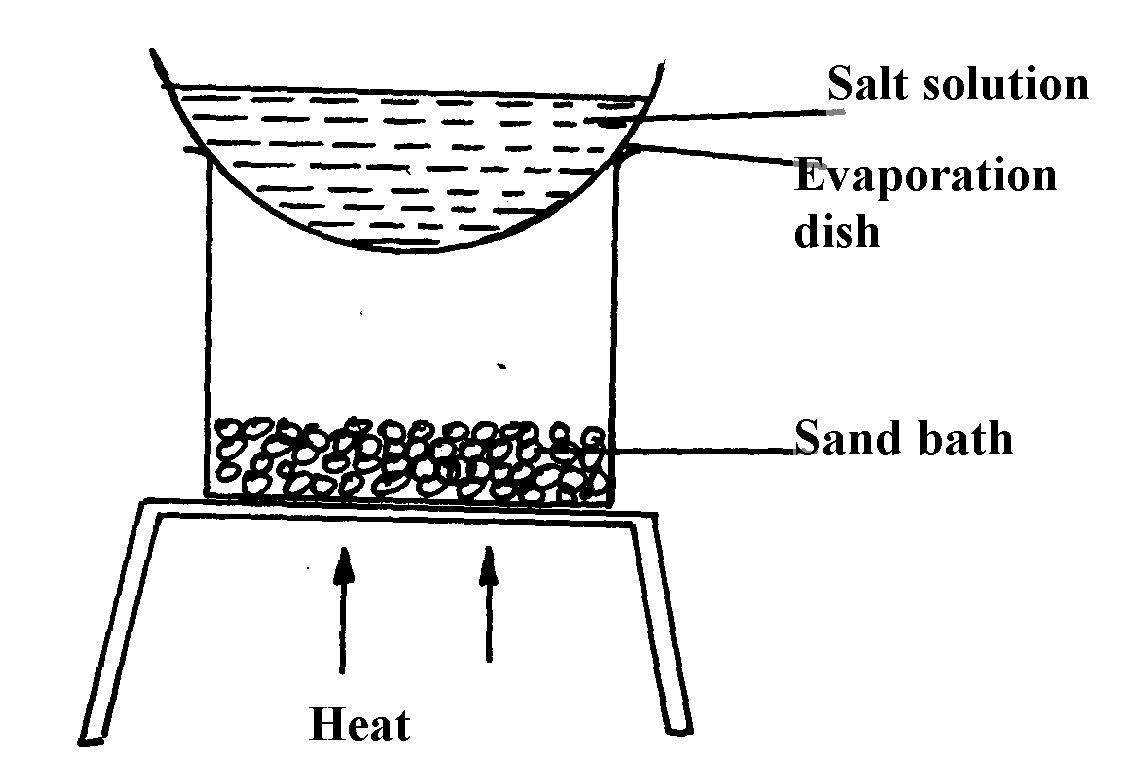 Salt solution
Evaporation
dish
Sand bath
Heat